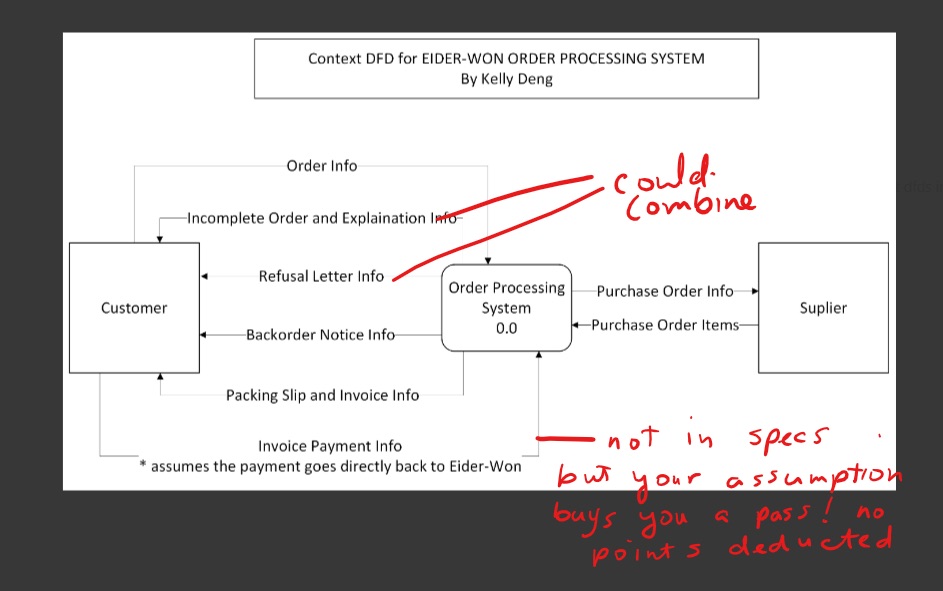 Context DFD for EIDER-WON ORDER PROCESSING SYSTEM
By Kelly Deng
Order Info
could
combine
Incomplete Order and Explaination Info
Refusal Letter Info
Customer
Order Processing
System
0.0
Purchase Order Info
Purchase Order Items
Suplier
Backorder Notice Info
Packing Slip and Invoice Info
Invoice Payment Info
* assumes the payment goes directly back to Eider-Won
not in specs
but your assumption
buys you a pass! no
points deducted